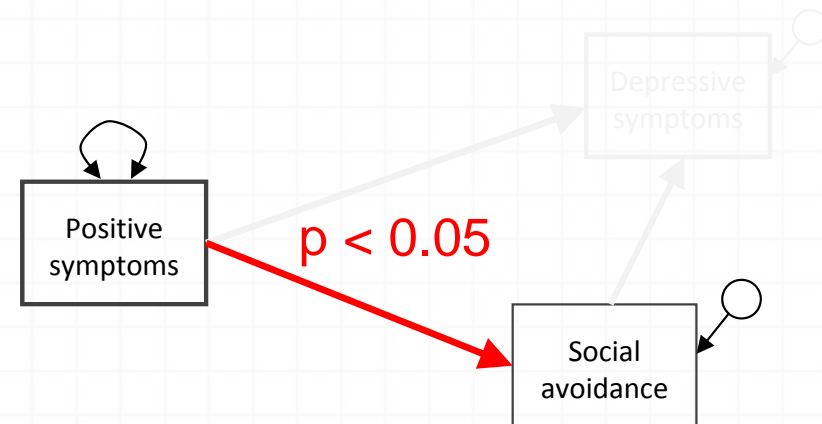 Depressive
symptoms
Positive
symptoms
p < 0.05
Social
avoidance